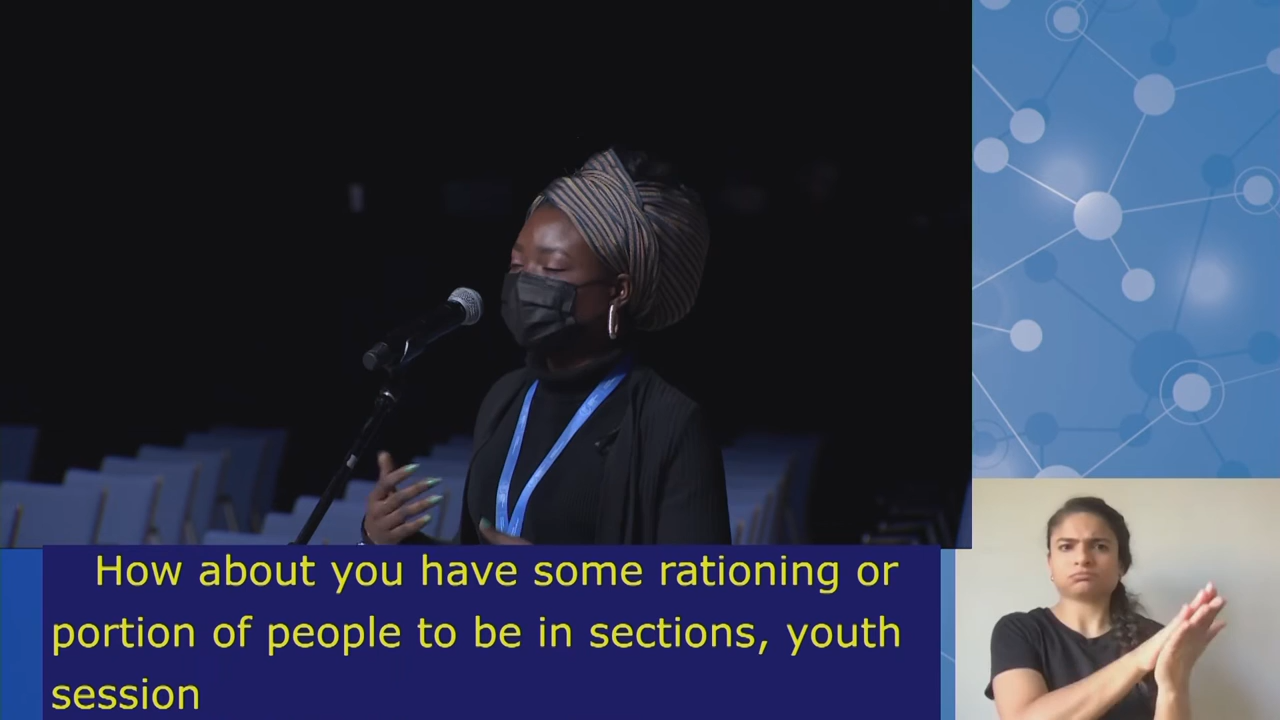 How about you have some rationing or
portion of people to be in sections, youth
session